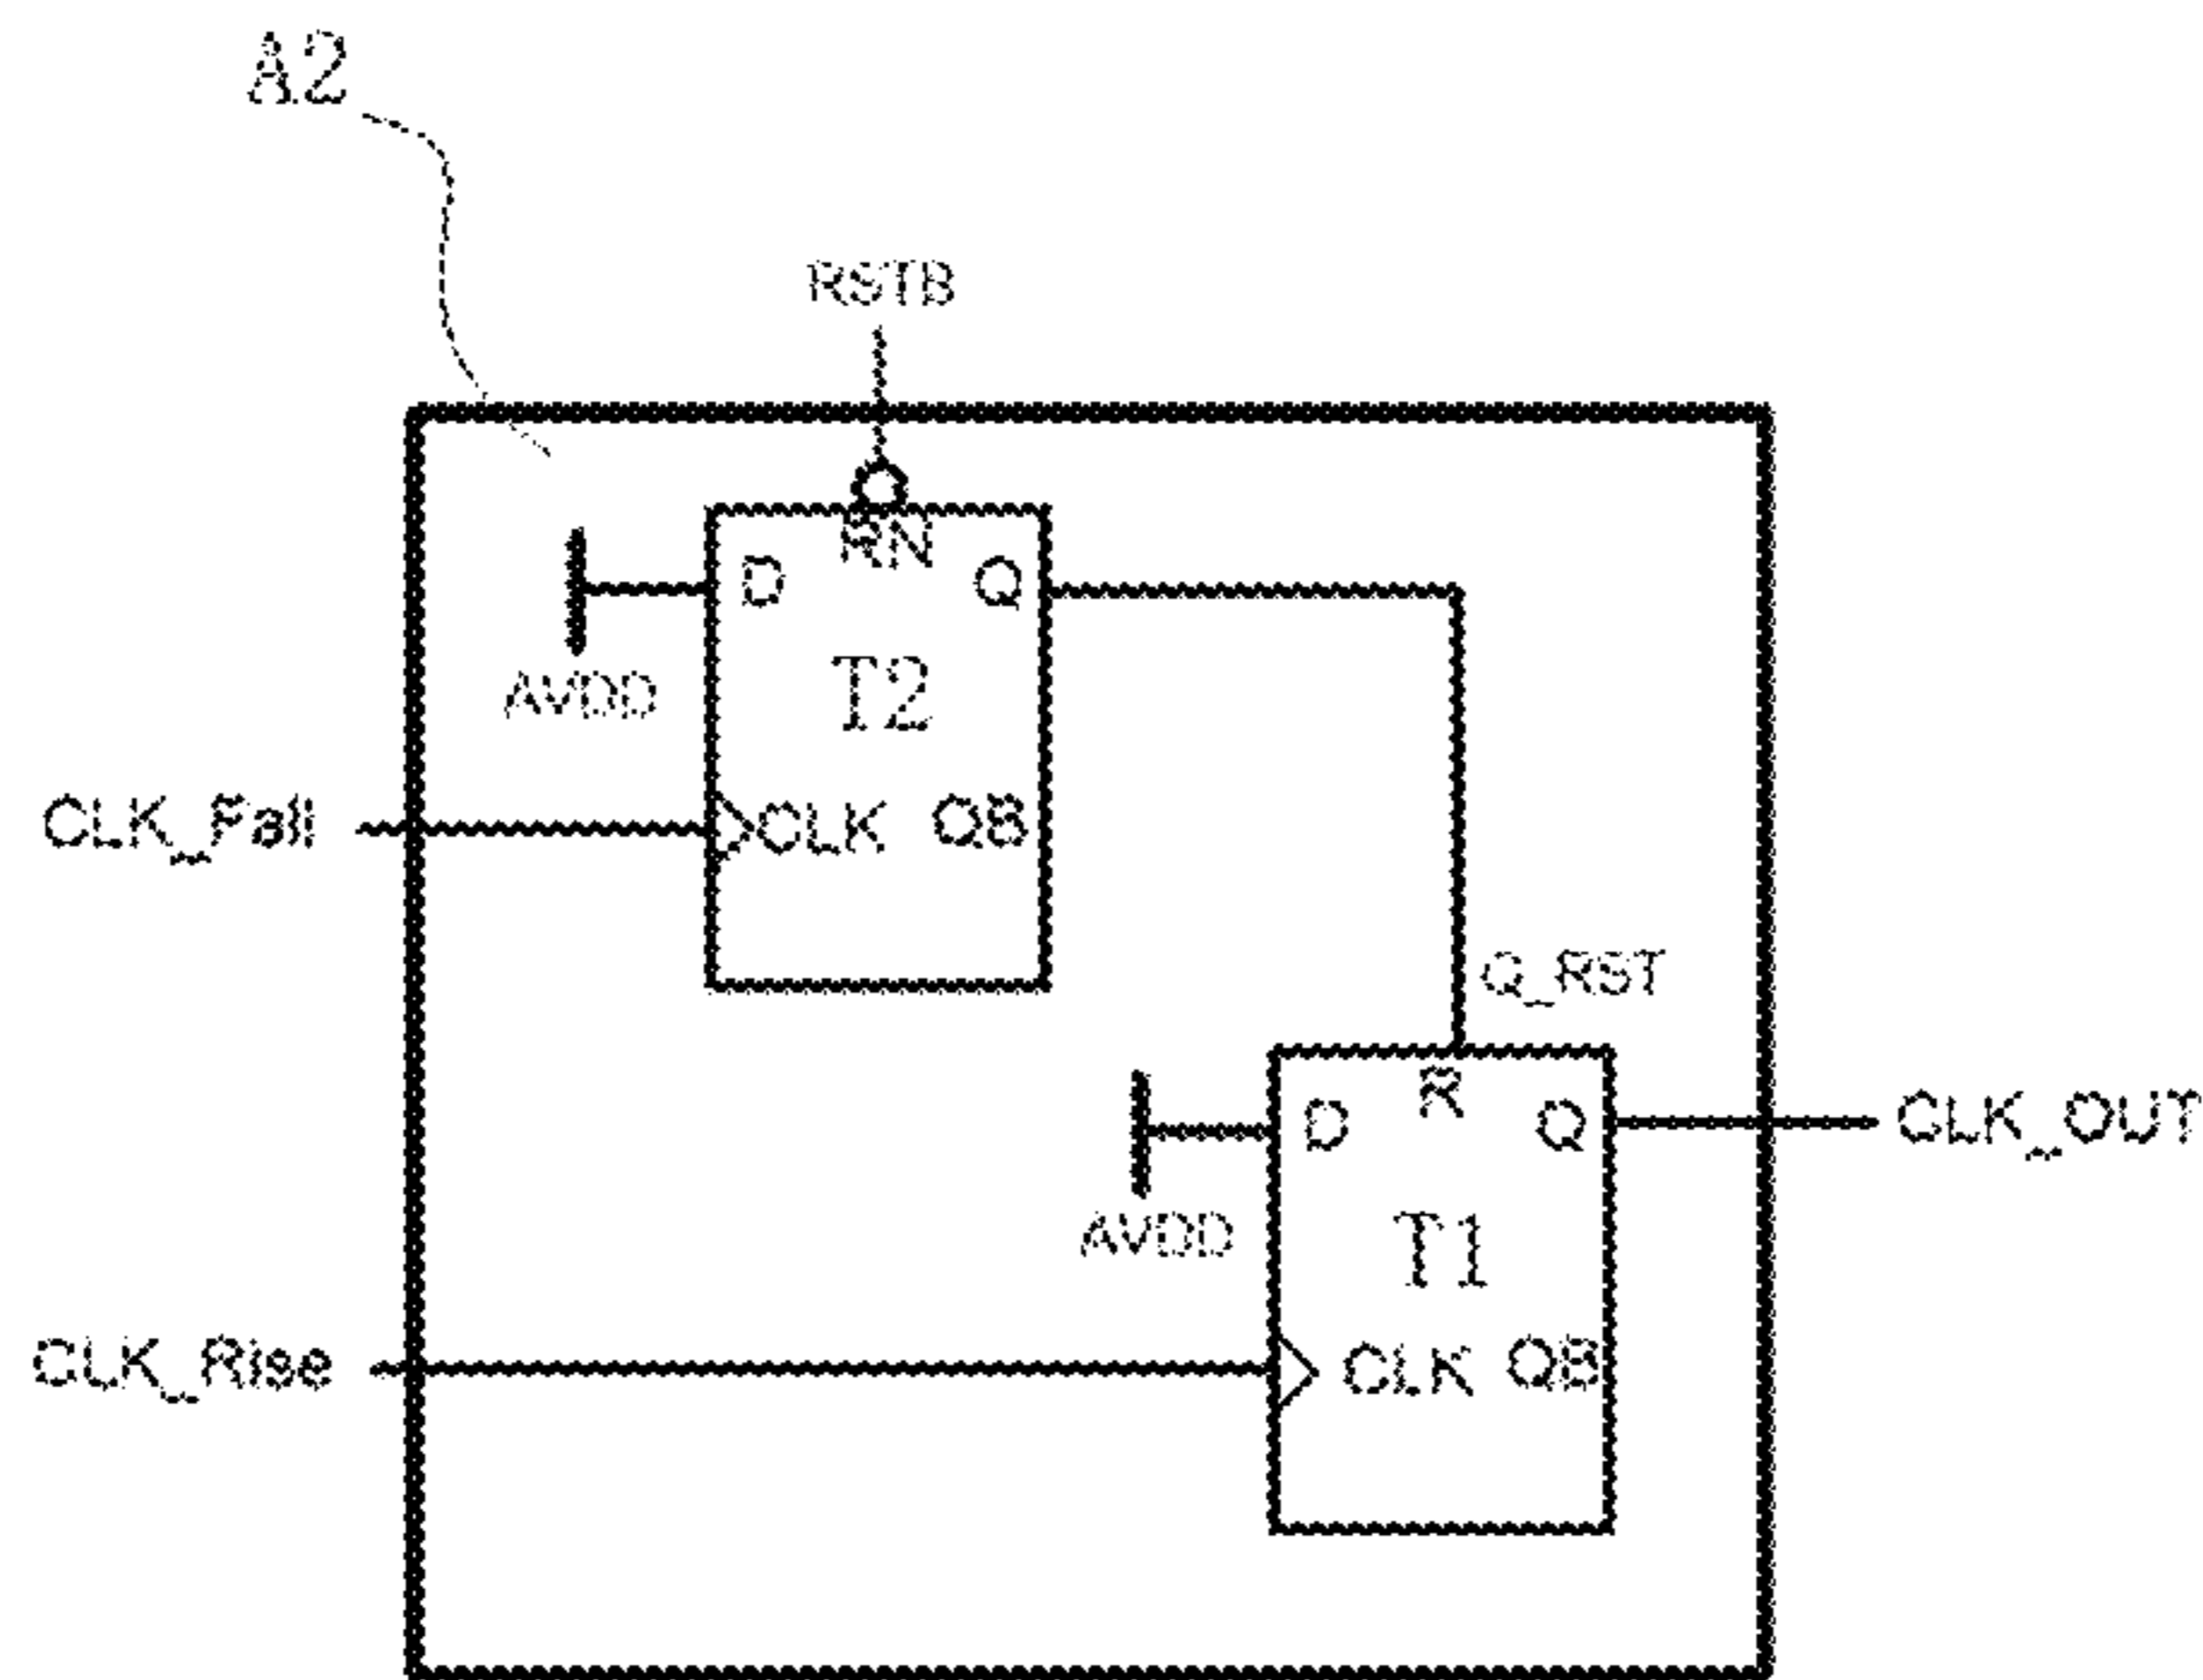 A2
RSTB
RN
D
Q
T2
AVDD
CLK_Fall
CLK
QB
Q_RST
R
D
Q
CLK_OUT
T1
AVDD
CLK_Rise
CLK
QB